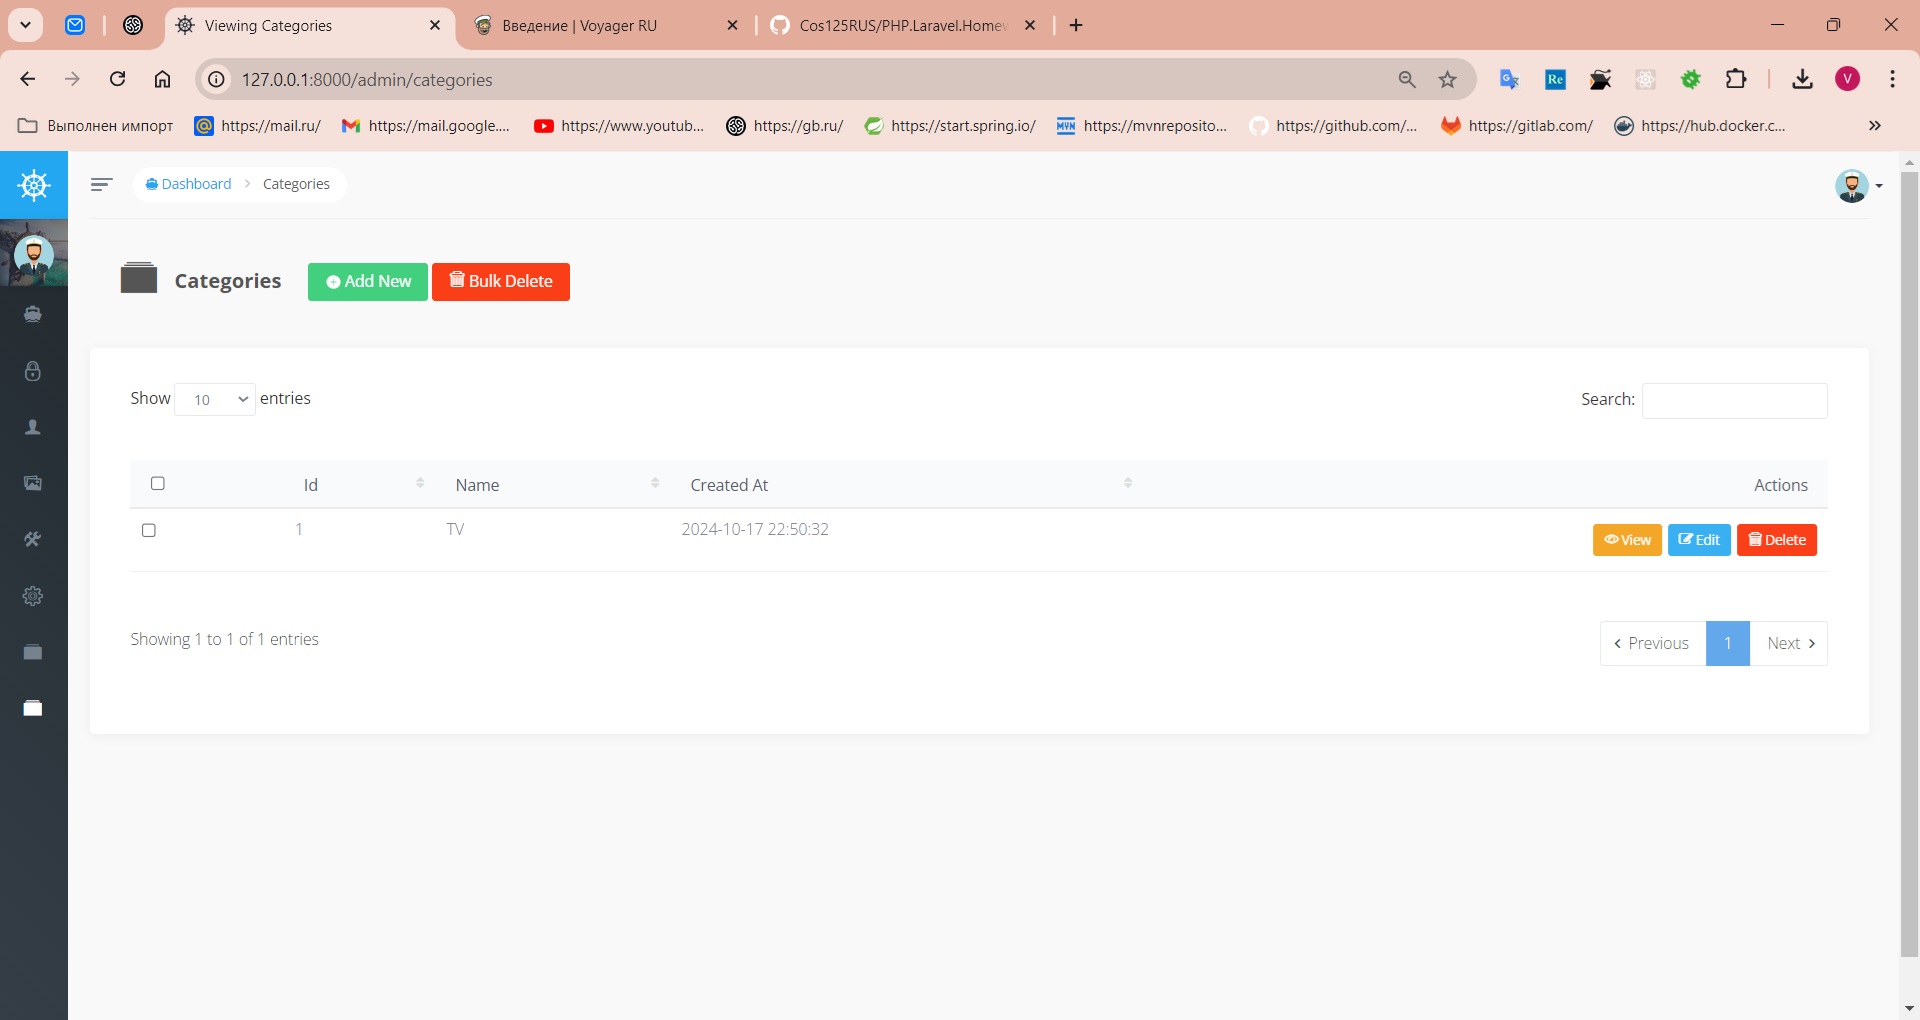 Viewing Categories
Введение | Voyager RU
Cos125RUS/PHP.Laravel.Homew
127.0.0.1:8000/admin/categories
Re
V
Выполнен импорт
https://mail.ru/
https://mail.google....
https://www.youtub...
https://gb.ru/
https://start.spring.io/
MVN
https://mvnreposito...
https://github.com/...
https://gitlab.com/
https://hub.docker.c...
Dashboard
Categories
Categories
Add New
Bulk Delete
Show 10 entries
Search:
Id
Name
Created At
Actions
1
TV
2024-10-17 22:50:32
View
Edit
Delete
Showing 1 to 1 of 1 entries
Previous
1
Next